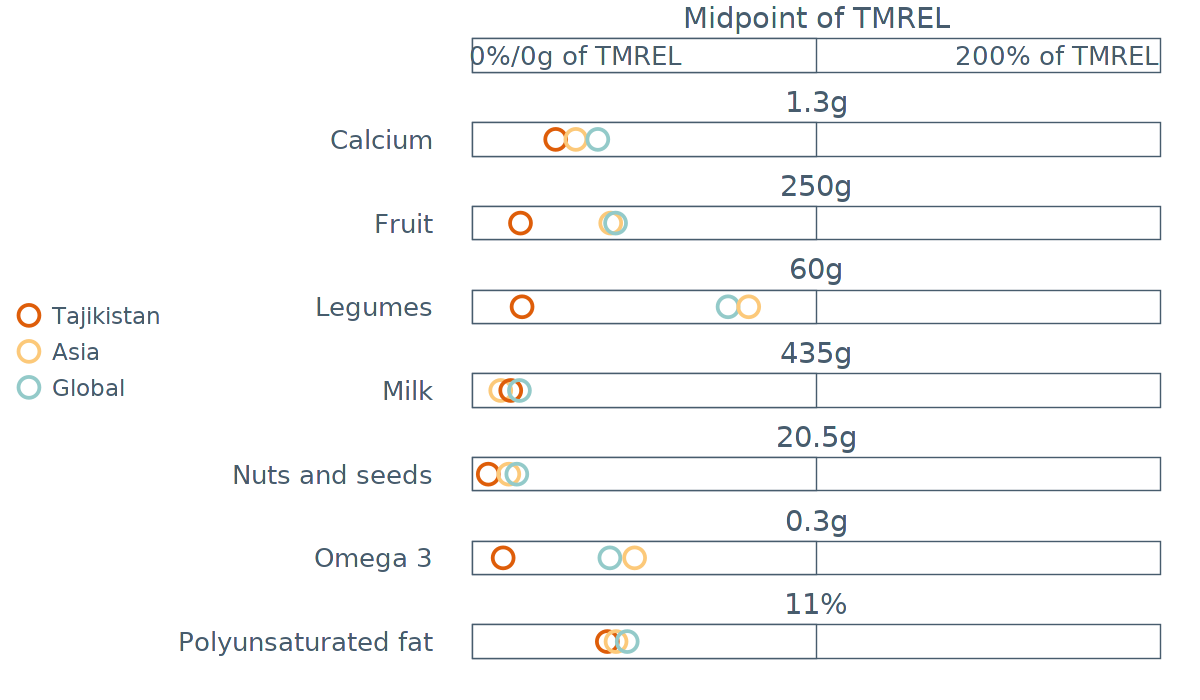 Midpoint of TMREL
0%/0g of TMREL
200% of TMREL
1.3g
Calcium
250g
Fruit
60g
Legumes
435g
Milk
20.5g
Nuts and seeds
0.3g
Omega 3
11%
Polyunsaturated fat
Tajikistan
Asia
Global